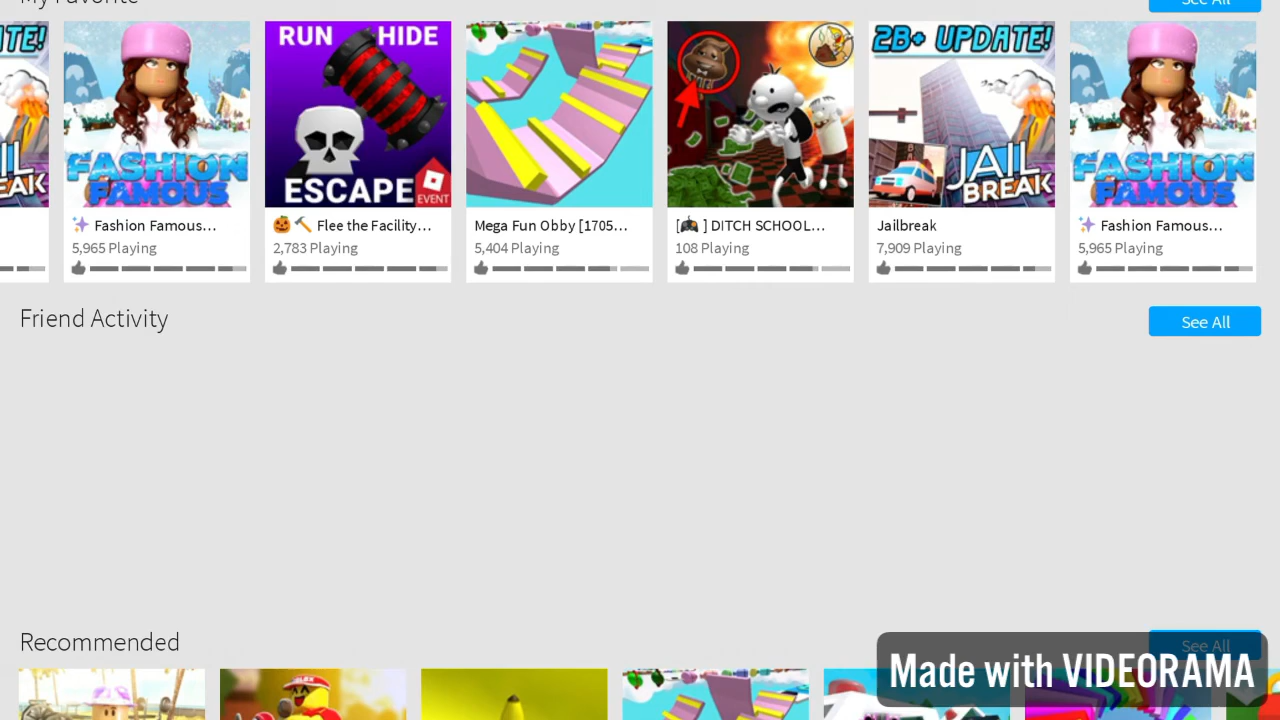 My Favorite
See All
TE!
JAIL
BREAK
FASHION
FAMOUS
RUN HIDE
ESCAPE
EVENT
2B+ UPDATE!
JAIL
BREAK
FASHION
FAMOUS
✨ Fashion Famous...
🎃🔨 Flee the Facility...
Mega Fun Obby [1705...
[🎮] DITCH SCHOOL...
Jailbreak
✨ Fashion Famous...
5,965 Playing
2,783 Playing
5,404 Playing
108 Playing
7,909 Playing
5,965 Playing
Friend Activity
See All
Recommended
See All
Made with VIDEORAMA